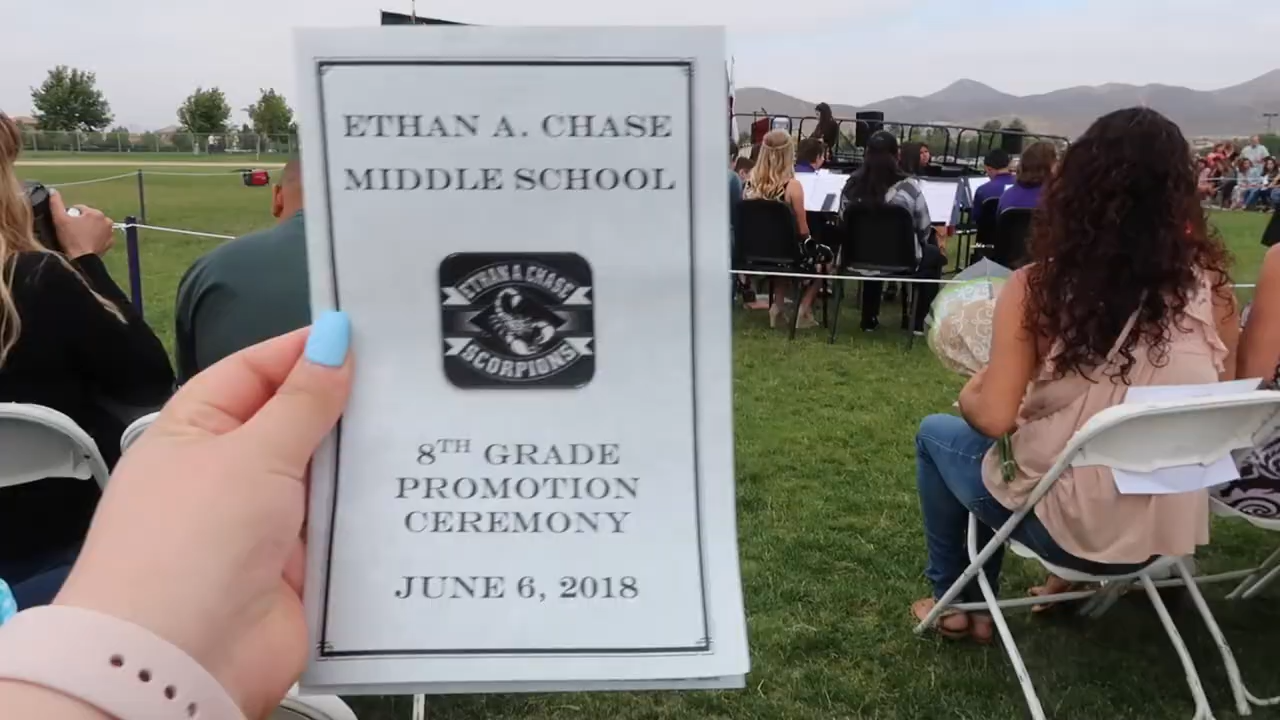 ETHAN A. CHASE
MIDDLE SCHOOL
ETHAN A CHASE
SCORPIONS
8TH GRADE
PROMOTION
CEREMONY
JUNE 6, 2018